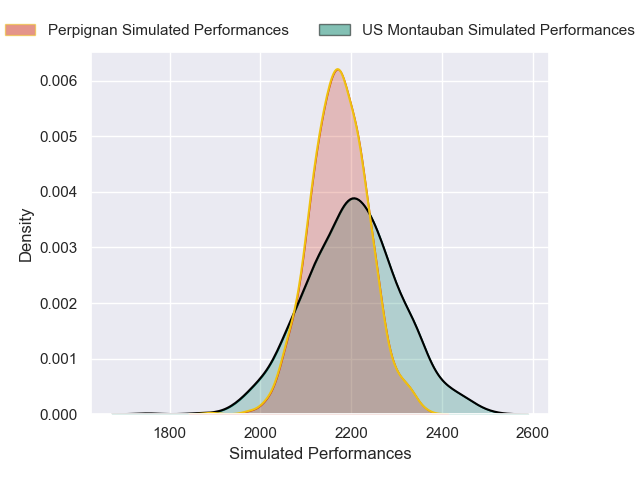 Perpignan Simulated Performances US Montauban Simulated Performances
0.006
0.005
0.004
0.003
0.002
0.001
0.000
Density
1800 2000 2200 2400 2600
Simulated Performances